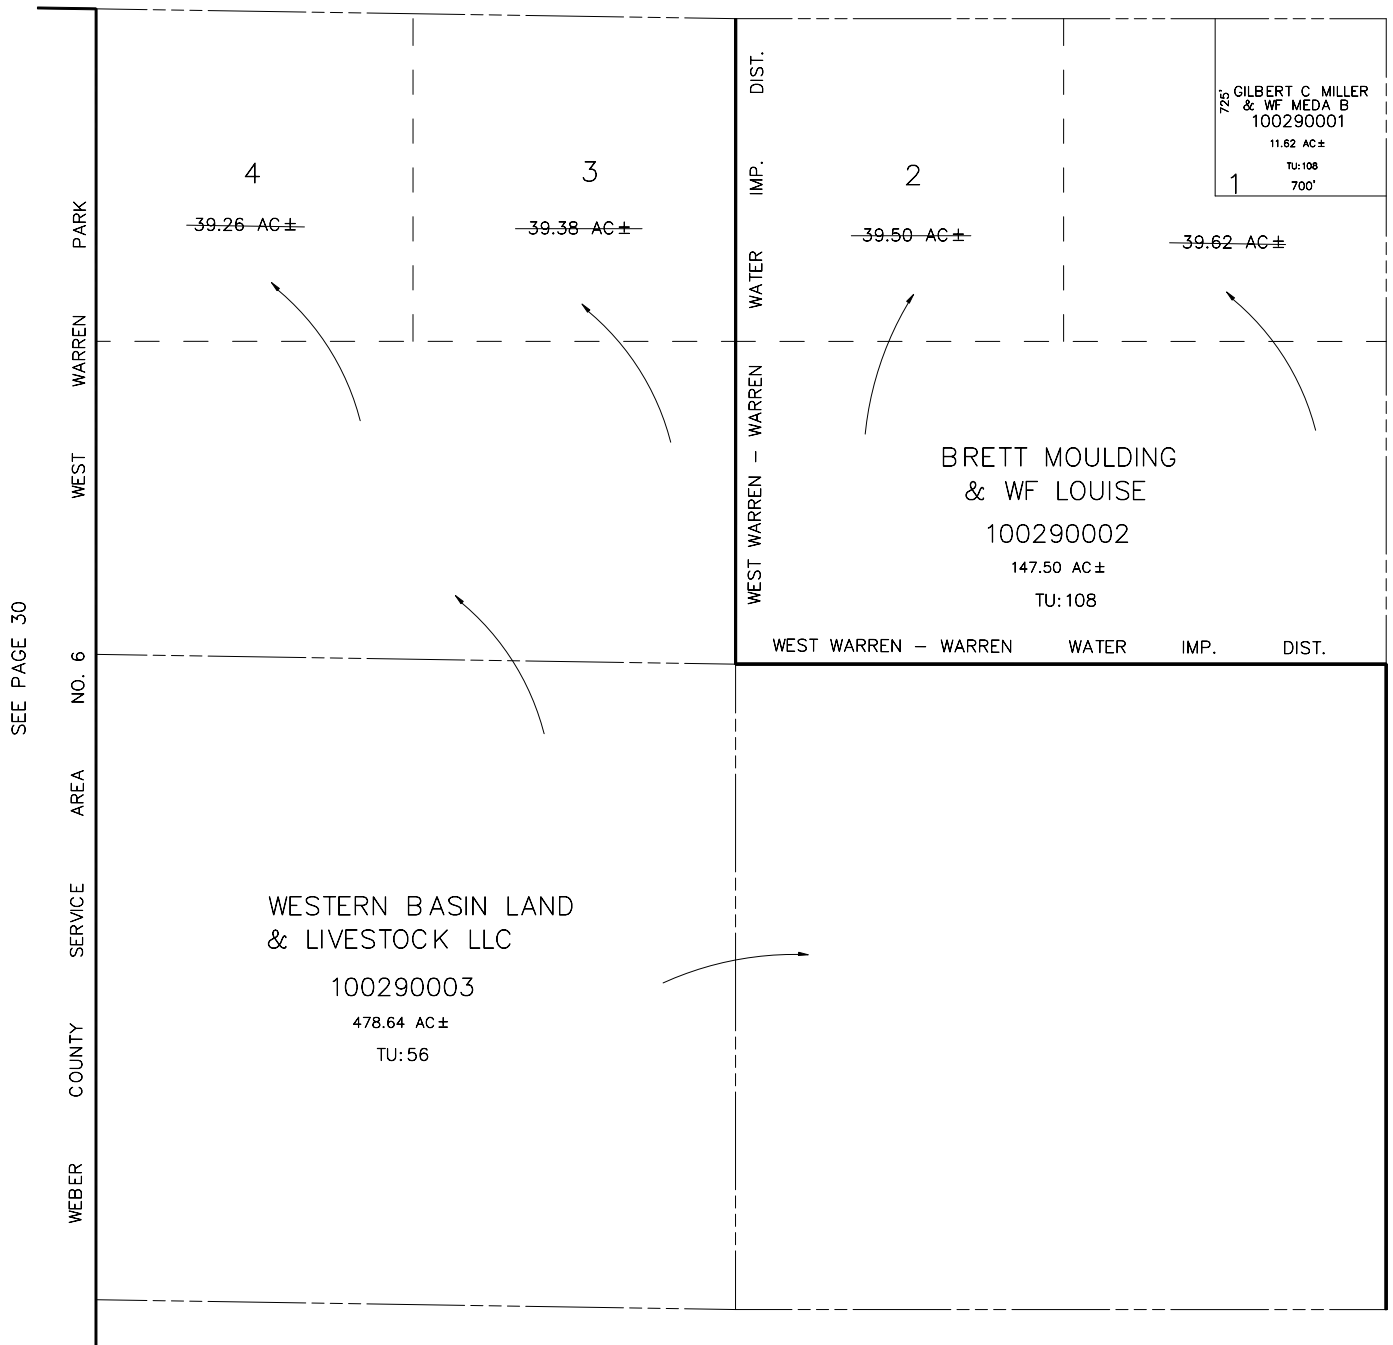 SEE PAGE 30
WEBER COUNTY SERVICE AREA NO. 6 WEST WARREN PARK
4
39.26 AC±
3
39.38 AC±
WEST WARREN - WARREN WATER IMP. DIST.
2
39.50 AC±
39.62 AC±
725'
GILBERT C MILLER
& WF MEDA B
100290001
11.62 AC±
TU:108
1
700'
BRETT MOULDING
& WF LOUISE
100290002
147.50 AC±
TU:108
WEST WARREN - WARREN WATER IMP. DIST.
WESTERN BASIN LAND
& LIVESTOCK LLC
100290003
478.64 AC±
TU:56